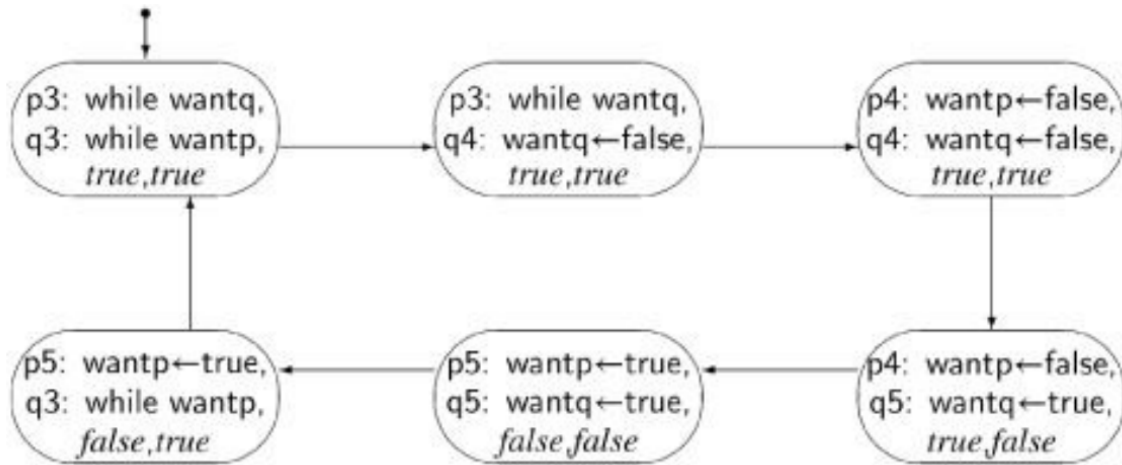 p3: while wantq,
q3: while wantp,
true,true
p3: while wantq,
q4: wantq←false,
true,true
p4: wantp←false,
q4: wantq←false,
true,true
p5: wantp←true,
q3: while wantp,
false,true
p5: wantp←true,
q5: wantq←true,
false,false
p4: wantp←false,
q5: wantq←true,
true,false